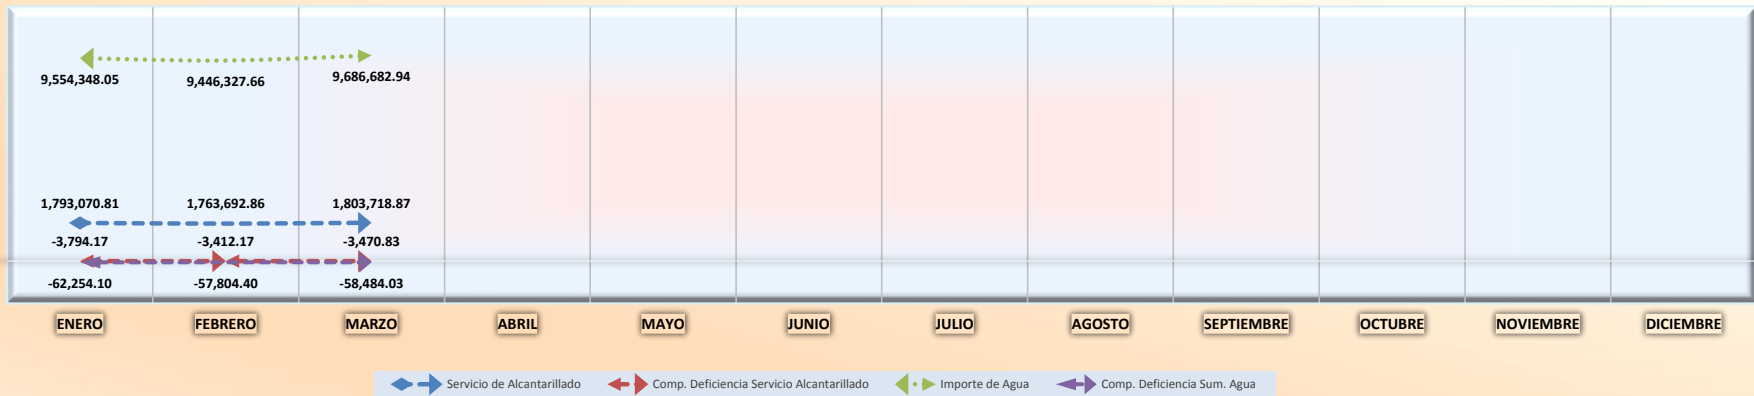 9,554,348.05 9,446,327.66 9,686,682.94
1,793,070.81 1,763,692.86 1,803,718.87
-3,794.17 -3,412.17 -3,470.83
-62,254.10 -57,804.40 -58,484.03
ENERO FEBRERO MARZO ABRIL MAYO JUNIO JULIO AGOSTO SEPTIEMBRE OCTUBRE NOVIEMBRE DICIEMBRE
Servicio de Alcantarillado Comp. Deficiencia Servicio Alcantarillado Importe de Agua Comp. Deficiencia Sum. Agua